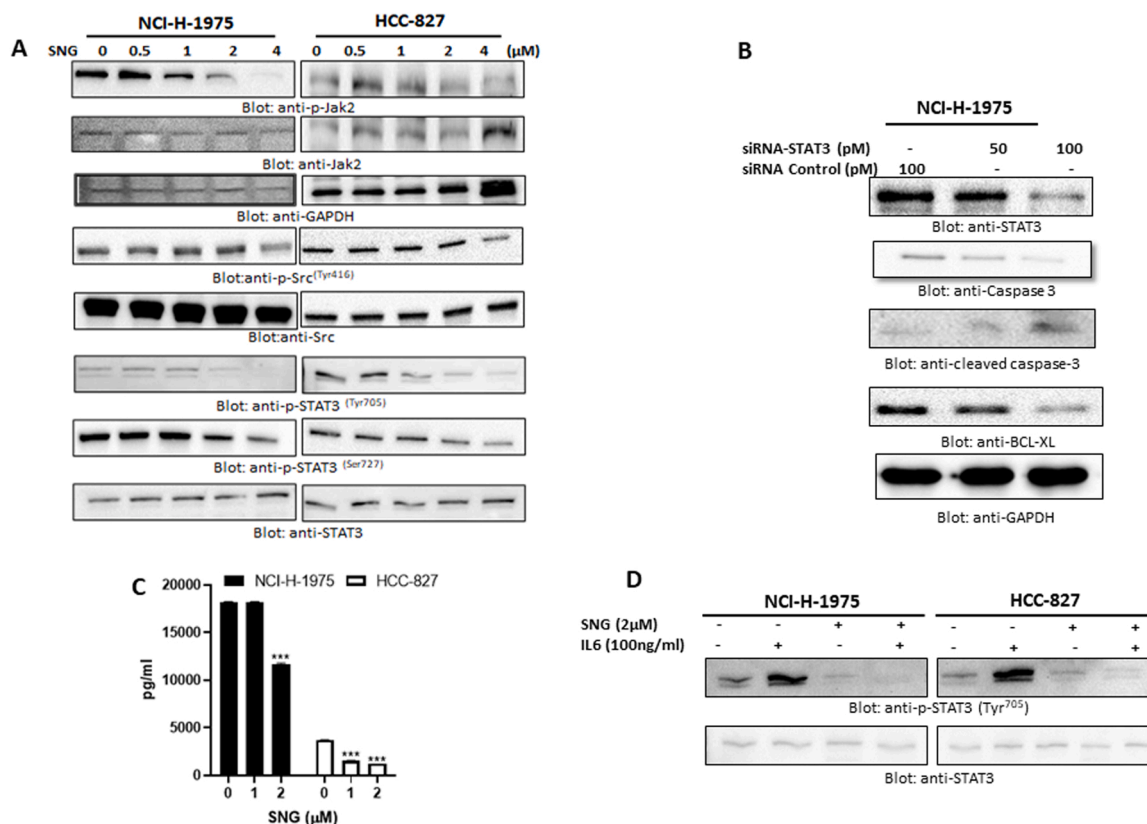 A
NCI-H-1975 HCC-827
SNG 0 0.5 1 2 4 0 0.5 1 2 4 (μM)
Blot: anti-p-Jak2
Blot: anti-Jak2
Blot: anti-GAPDH
Blot:anti-p-Src(Tyr416)
Blot:anti-Src
Blot: anti-p-STAT3 (Tyr705)
Blot: anti-p-STAT3 (Ser727)
Blot: anti-STAT3
B
NCI-H-1975
siRNA-STAT3 (pM) - 50 100
siRNA Control (pM) 100 - -
Blot: anti-STAT3
Blot: anti-Caspase 3
Blot: anti-cleaved caspase-3
Blot: anti-BCL-XL
Blot: anti-GAPDH
C
NCI-H-1975 HCC-827
20000
15000
10000
5000
0
pg/ml
***
*** ***
0 1 2 0 1 2
SNG (μM)
D
NCI-H-1975 HCC-827
SNG (2μM) - - + + - - + +
IL6 (100ng/ml) - + - + - + - +
Blot: anti-p-STAT3 (Tyr705)
Blot: anti-STAT3